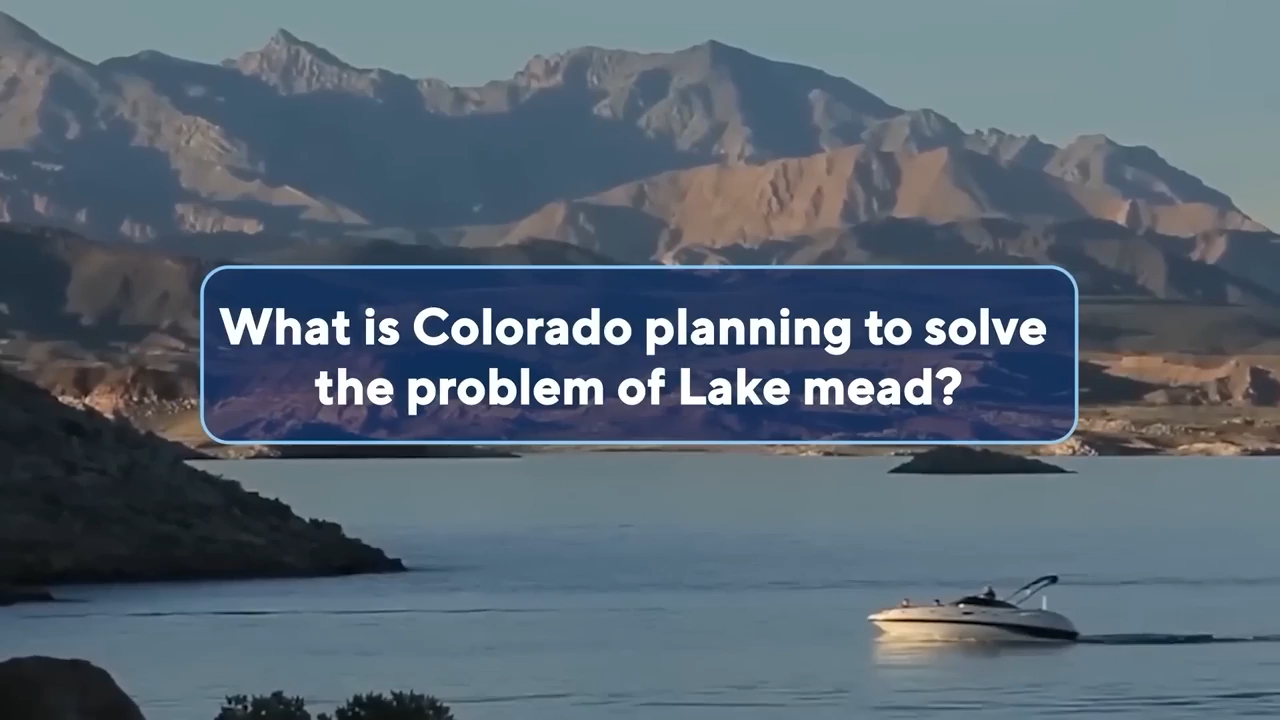 What is Colorado planning to solve
the problem of Lake mead?